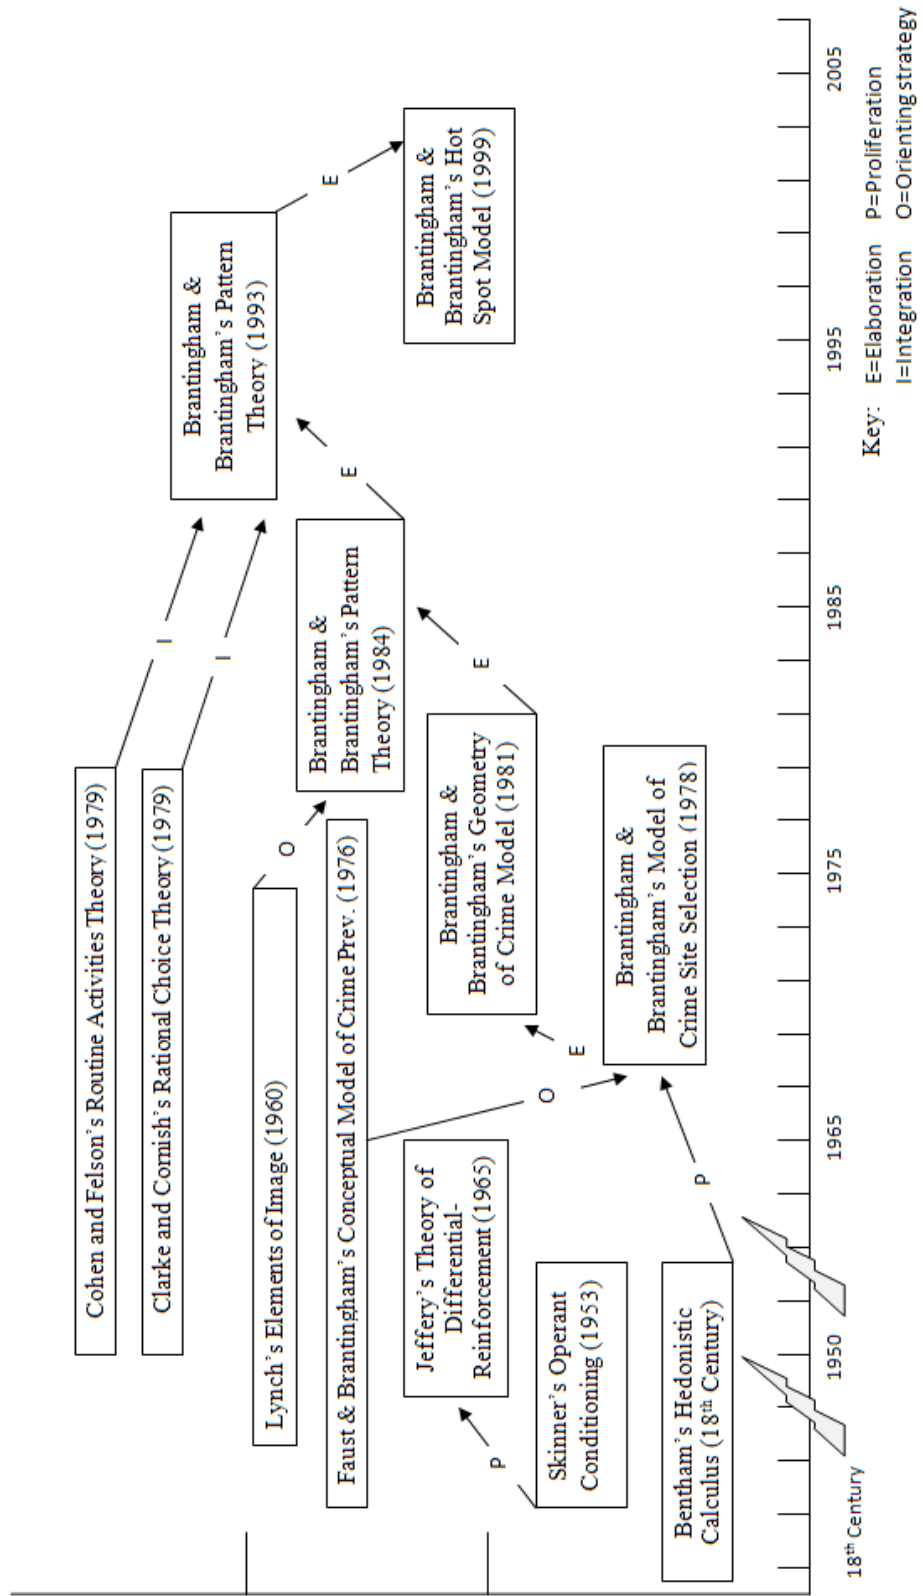 Cohen and Felson's Routine Activities Theory (1979)
Clarke and Cornish's Rational Choice Theory (1979)
I
I
Brantingham &
Brantingham's Pattern
Theory (1993)
E
Brantingham &
Brantingham's Hot
Spot Model (1999)
Lynch's Elements of Image (1960)
O
Faust & Brantingham's Conceptual Model of Crime Prev. (1976)
Brantingham &
Brantingham's Pattern
Theory (1984)
E
Jeffery's Theory of
Differential-
Reinforcement (1965)
Brantingham &
Brantingham's Geometry
of Crime Model (1981)
E
P
Skinner's Operant
Conditioning (1953)
O
E
Brantingham &
Brantingham's Model of
Crime Site Selection (1978)
Bentham's Hedonistic
Calculus (18th Century)
P
18th Century
1950
1965
1975
1985
1995
2005
Key: E=Elaboration P=Proliferation
I=Integration O=Orienting strategy